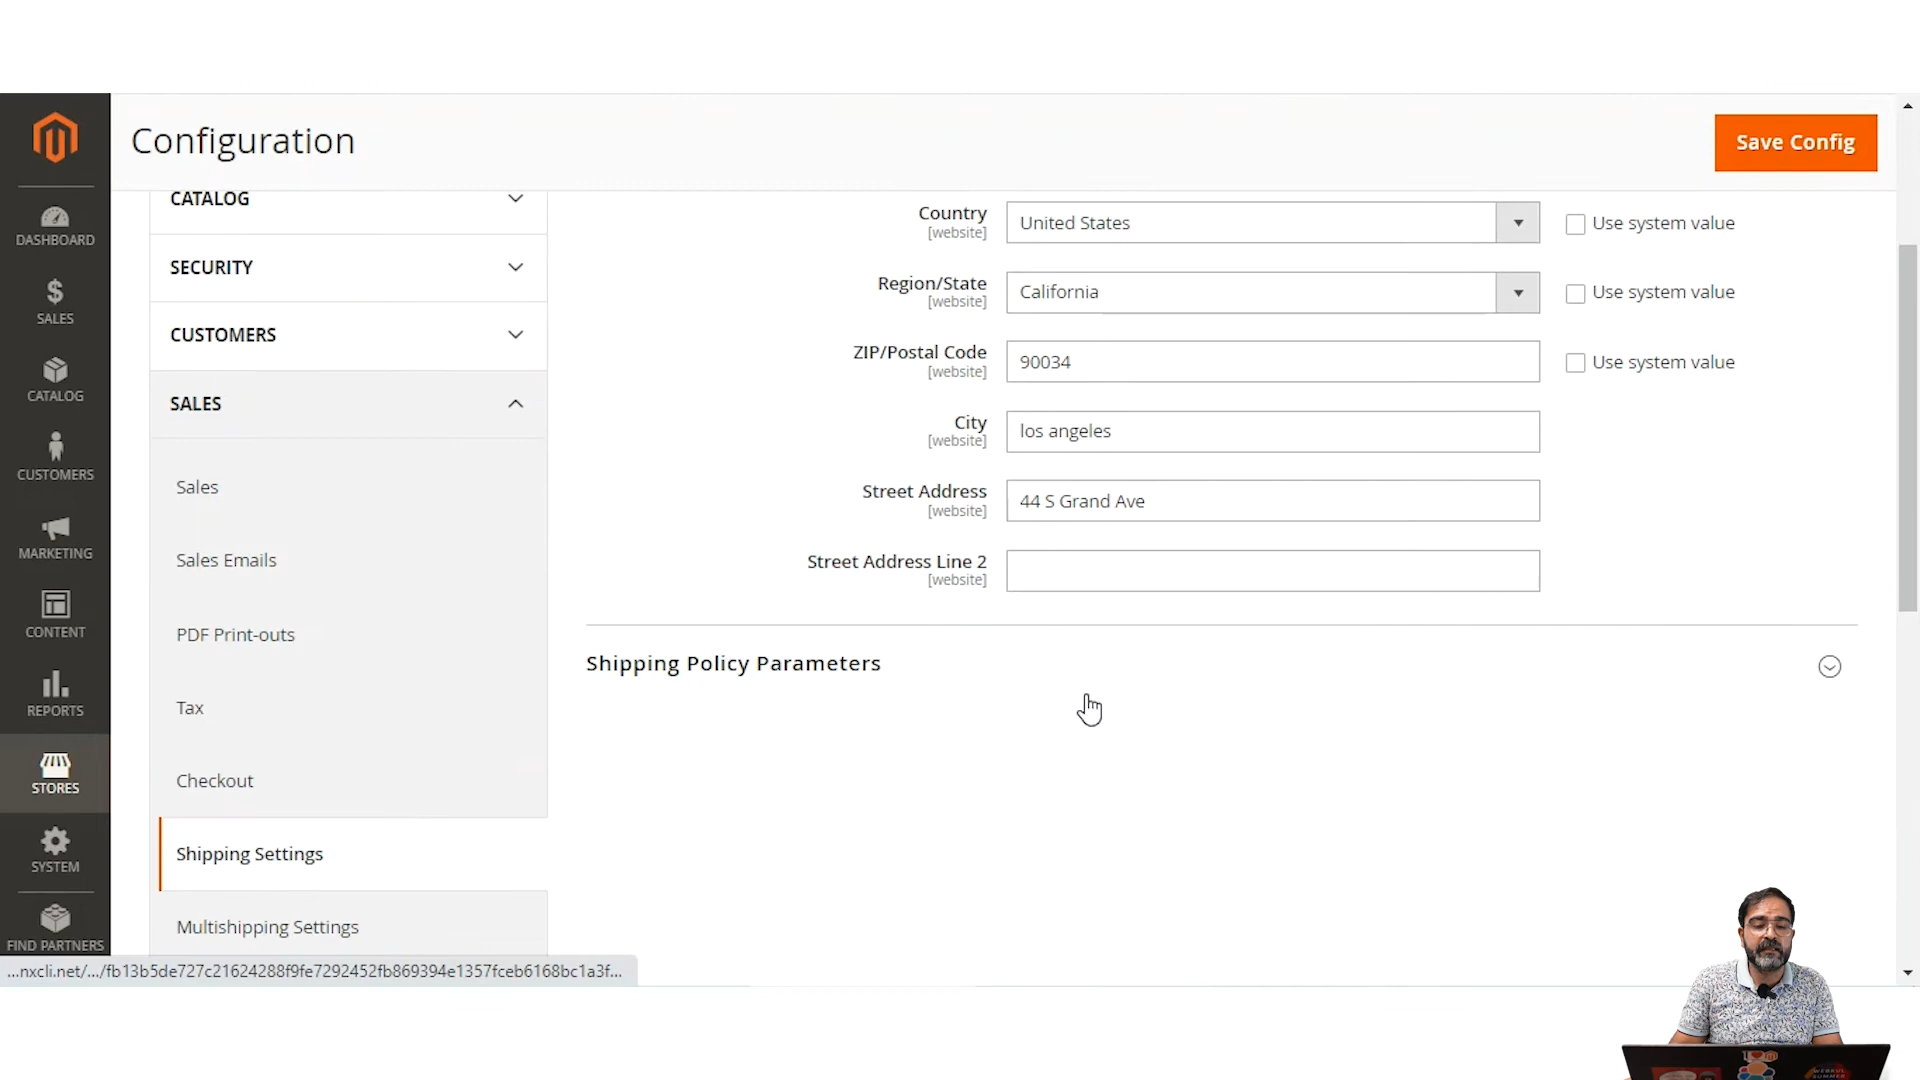 Configuration
Save Config
DASHBOARD
SALES
CATALOG
CUSTOMERS
MARKETING
CONTENT
REPORTS
STORES
SYSTEM
FIND PARTNERS
CATALOG
SECURITY
CUSTOMERS
SALES
Sales
Sales Emails
PDF Print-outs
Tax
Checkout
Shipping Settings
Multishipping Settings
Country
[website]
United States
Use system value
Region/State
[website]
California
Use system value
ZIP/Postal Code
[website]
90034
Use system value
City
[website]
los angeles
Street Address
[website]
44 S Grand Ave
Street Address Line 2
[website]
Shipping Policy Parameters
...nxcli.net/.../fb13b5de727c21624288f9fe7292452fb869394e1357fceb6168bc1a3f...